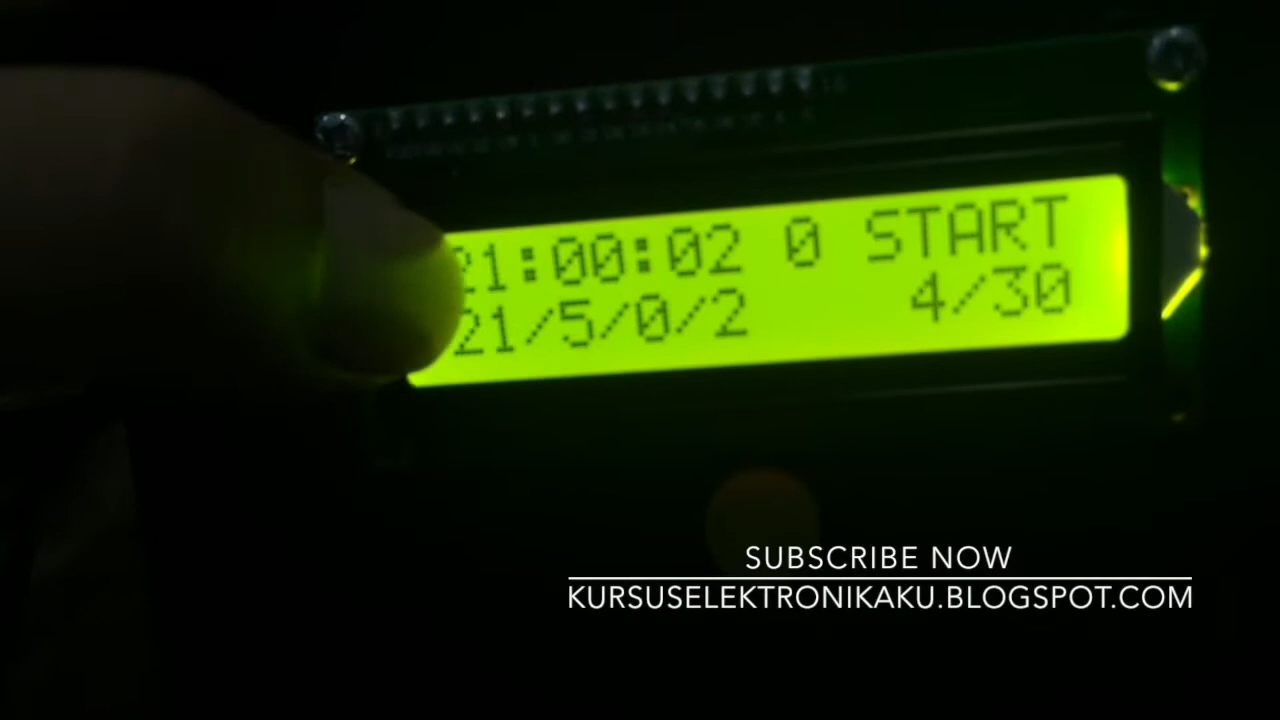 21:00:02 0 START
21/5/0/2 4/30
SUBSCRIBE NOW
KURSUSELEKTRONIKAKU.BLOGSPOT.COM